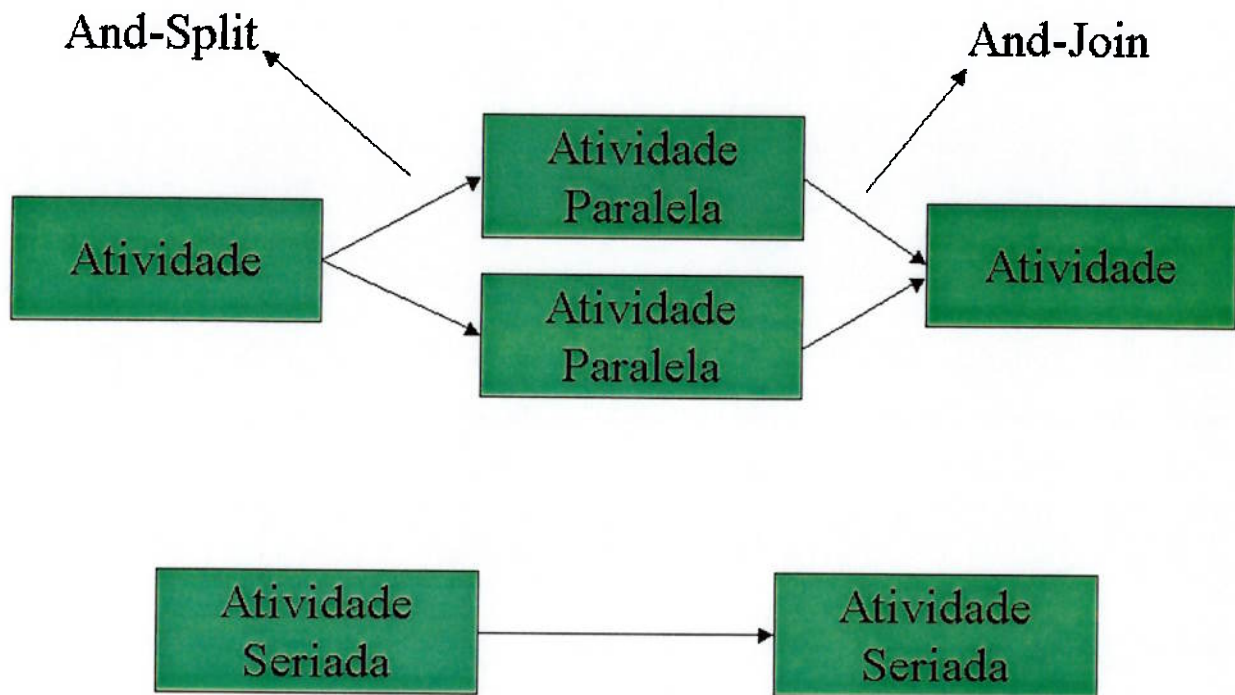 And-Split
And-Join
Atividade
Paralela
Atividade
Atividade
Atividade
Paralela
Atividade
Seriada
Atividade
Seriada